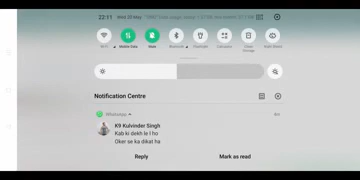 22:11 Wed, 20 May
Wi-Fi Mobile Data Mute Bluetooth Flashlight Calculator
Notification Centre
WhatsApp
K9 Kulvinder Singh
Kab ki dekh le I ho
Oker se ka dikat ha
Reply Mark as read